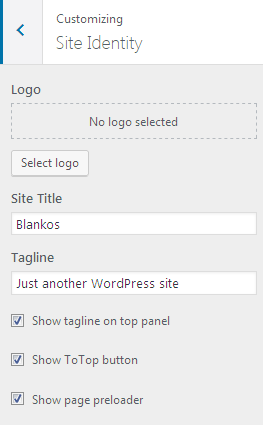 Customizing
Site Identity
Logo
No logo selected
Select logo
Site Title
Blankos
Tagline
Just another WordPress site
Show tagline on top panel
Show ToTop button
Show page preloader